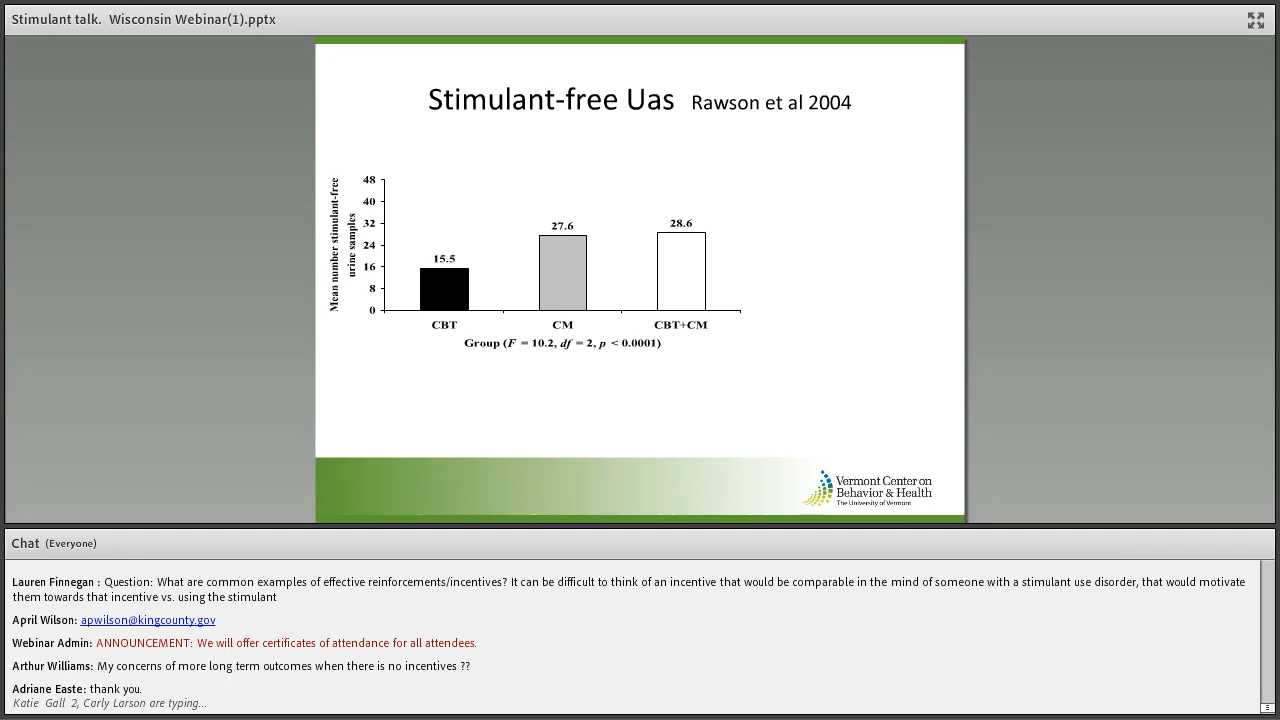 Stimulant talk. Wisconsin Webinar(1).pptx
Stimulant-free Uas Rawson et al 2004
Mean number stimulant-free
urine samples
48
40
32
24
16
8
0
15.5
27.6
28.6
CBT
CM
CBT+CM
Group (F = 10.2, df = 2, p < 0.0001)
Vermont Center on
Behavior & Health
The University of Vermont
Chat (Everyone)
Lauren Finnegan : Question: What are common examples of effective reinforcements/incentives? It can be difficult to think of an incentive that would be comparable in the mind of someone with a stimulant use disorder, that would motivate
them towards that incentive vs. using the stimulant
April Wilson: apwilson@kingcounty.gov
Webinar Admin: ANNOUNCEMENT: We will offer certificates of attendance for all attendees.
Arthur Williams: My concerns of more long term outcomes when there is no incentives ??
Adriane Easte: thank you.
Katie Gall 2, Carly Larson are typing...